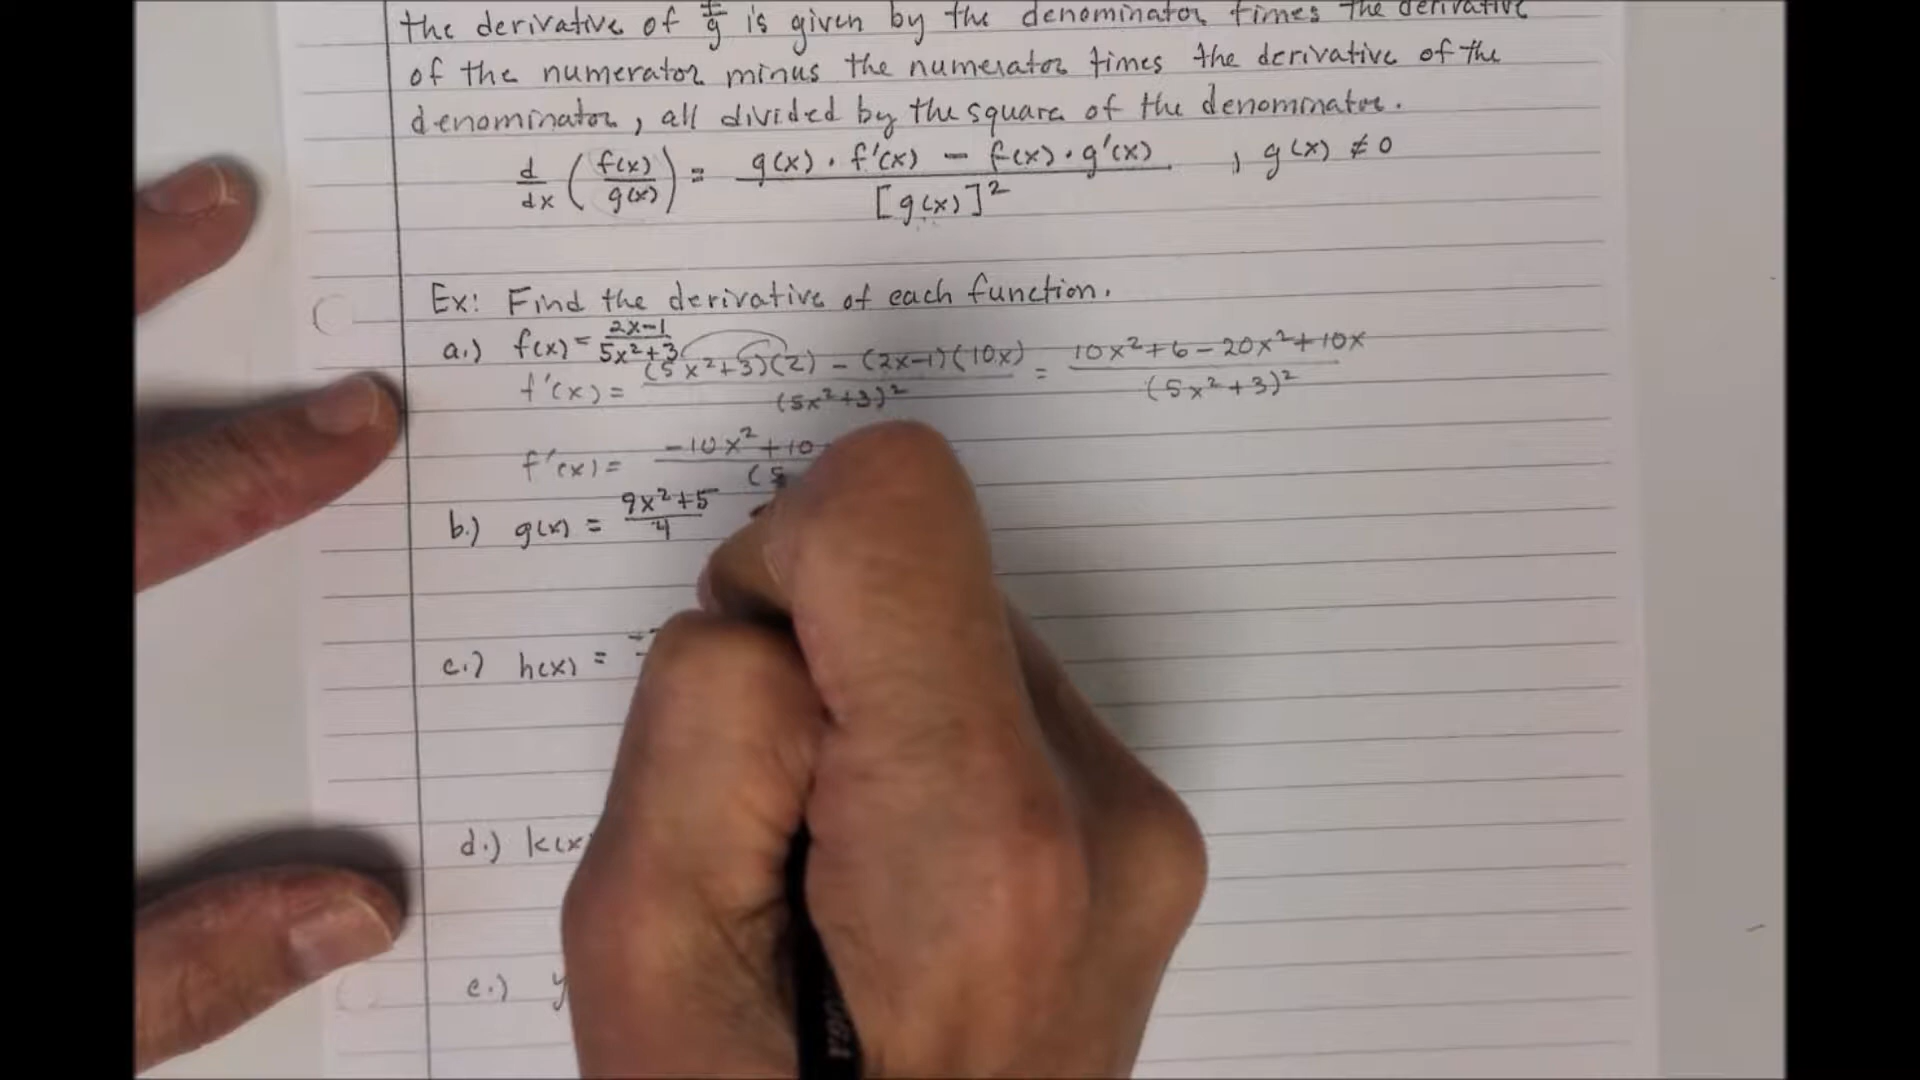 the derivative of f/g is given by the denominator times the derivative
of the numerator minus the numerator times the derivative of the
denominator, all divided by the square of the denominator.
d/dx (f(x)/g(x)) = g(x) · f'(x) - f(x) · g'(x) / [g(x)]² , g(x) ≠ 0
Ex: Find the derivative of each function.
a.) f(x) = 2x-1 / 5x²+3
f'(x) = (5x²+3)(2) - (2x-1)(10x) / (5x²+3)² = 10x²+6-20x²+10x / (5x²+3)²
f'(x) = -10x²+10 / (5
b.) g(x) = 9x²+5 / 4
c.) h(x) =
d.) k(x
e.) y